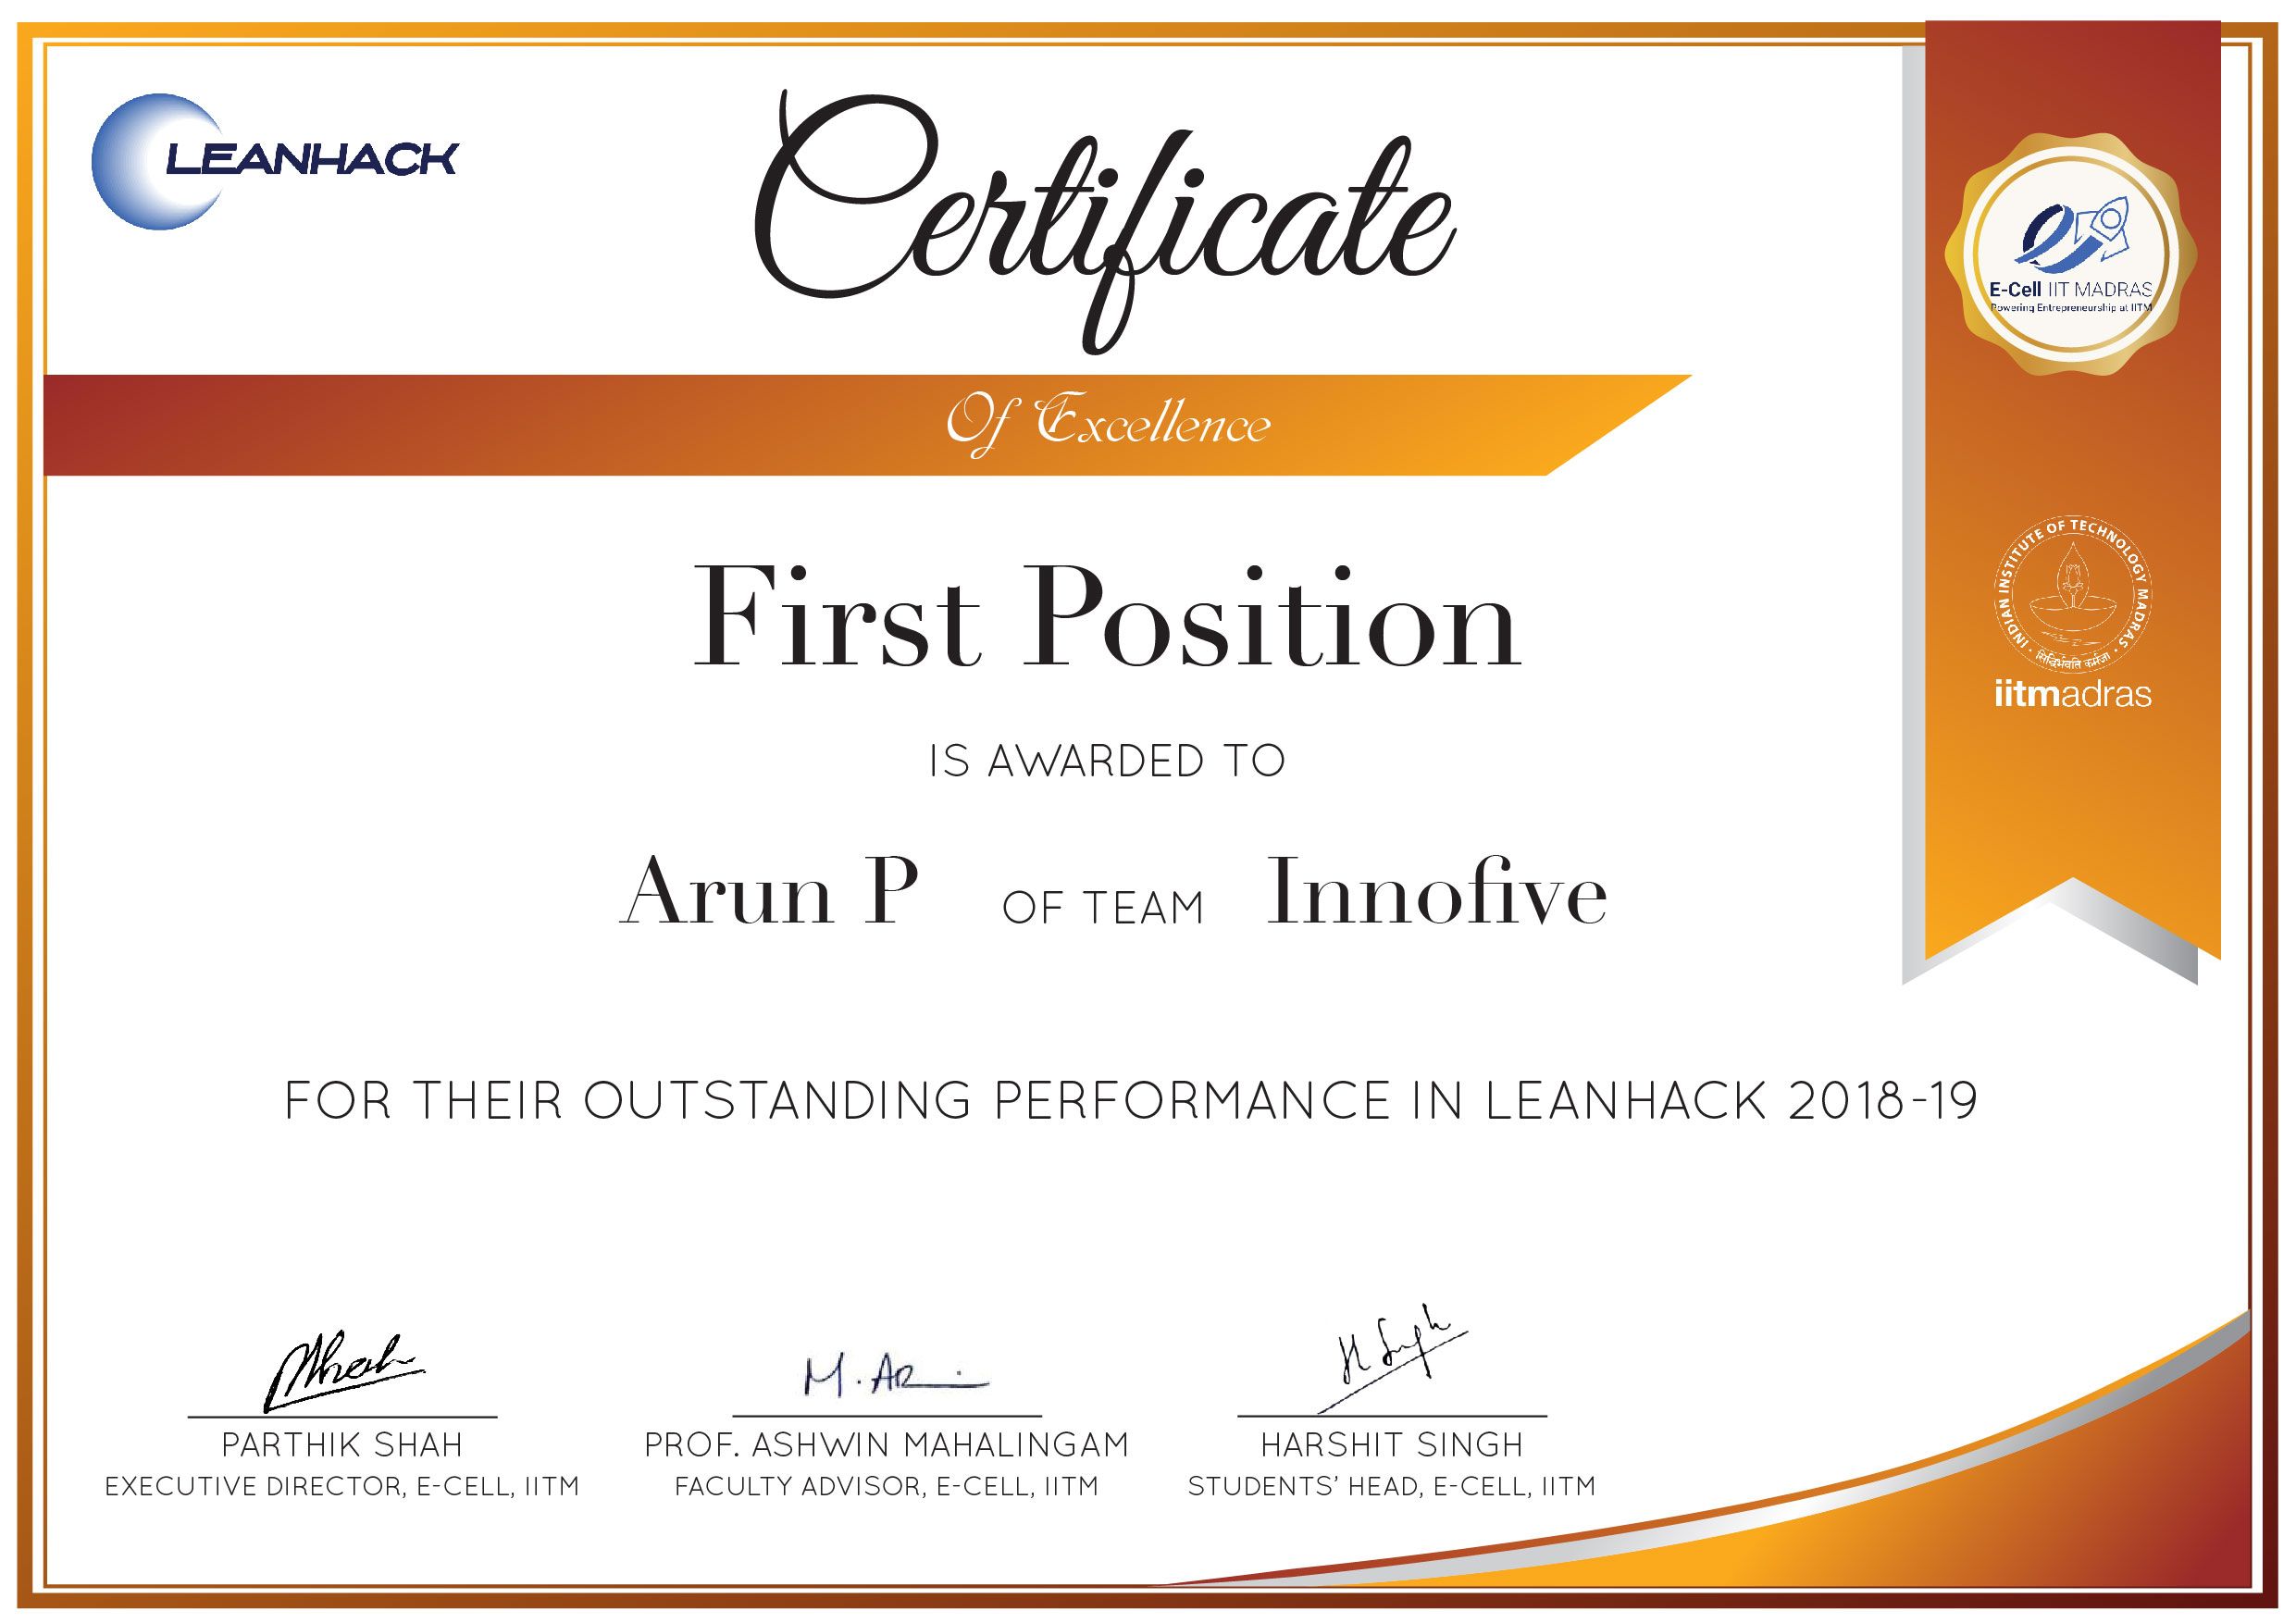 LEANHACK
Certificate
Of Excellence
First Position
IS AWARDED TO
Arun P OF TEAM Innofive
FOR THEIR OUTSTANDING PERFORMANCE IN LEANHACK 2018-19
E-Cell IIT MADRAS
Powering Entrepreneurship at IITM
INDIAN INSTITUTE OF TECHNOLOGY MADRAS
सिद्धिर्भवति कर्मजा
iitmadras
M. A
H Singh
PARTHIK SHAH
EXECUTIVE DIRECTOR, E-CELL, IITM
PROF. ASHWIN MAHALINGAM
FACULTY ADVISOR, E-CELL, IITM
HARSHIT SINGH
STUDENTS’ HEAD, E-CELL, IITM